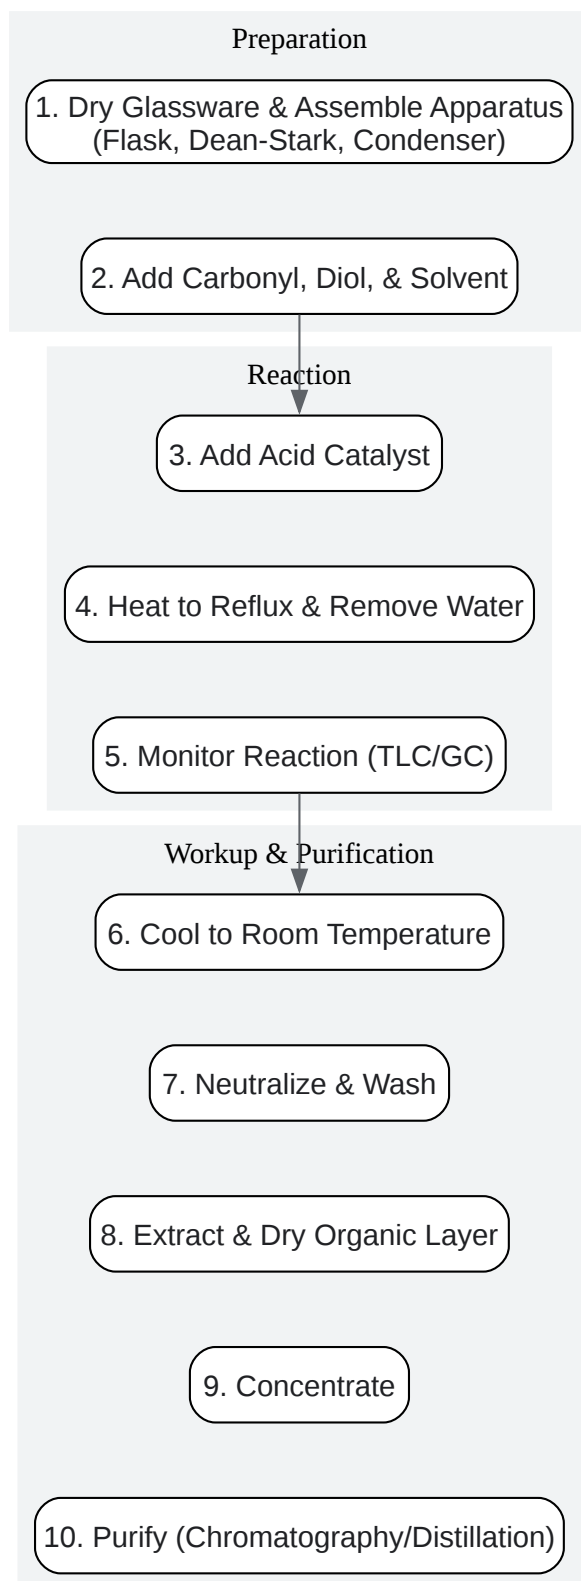 Preparation
1. Dry Glassware & Assemble Apparatus
(Flask, Dean-Stark, Condenser)
2. Add Carbonyl, Diol, & Solvent
Reaction
3. Add Acid Catalyst
4. Heat to Reflux & Remove Water
5. Monitor Reaction (TLC/GC)
Workup & Purification
6. Cool to Room Temperature
7. Neutralize & Wash
8. Extract & Dry Organic Layer
9. Concentrate
10. Purify (Chromatography/Distillation)